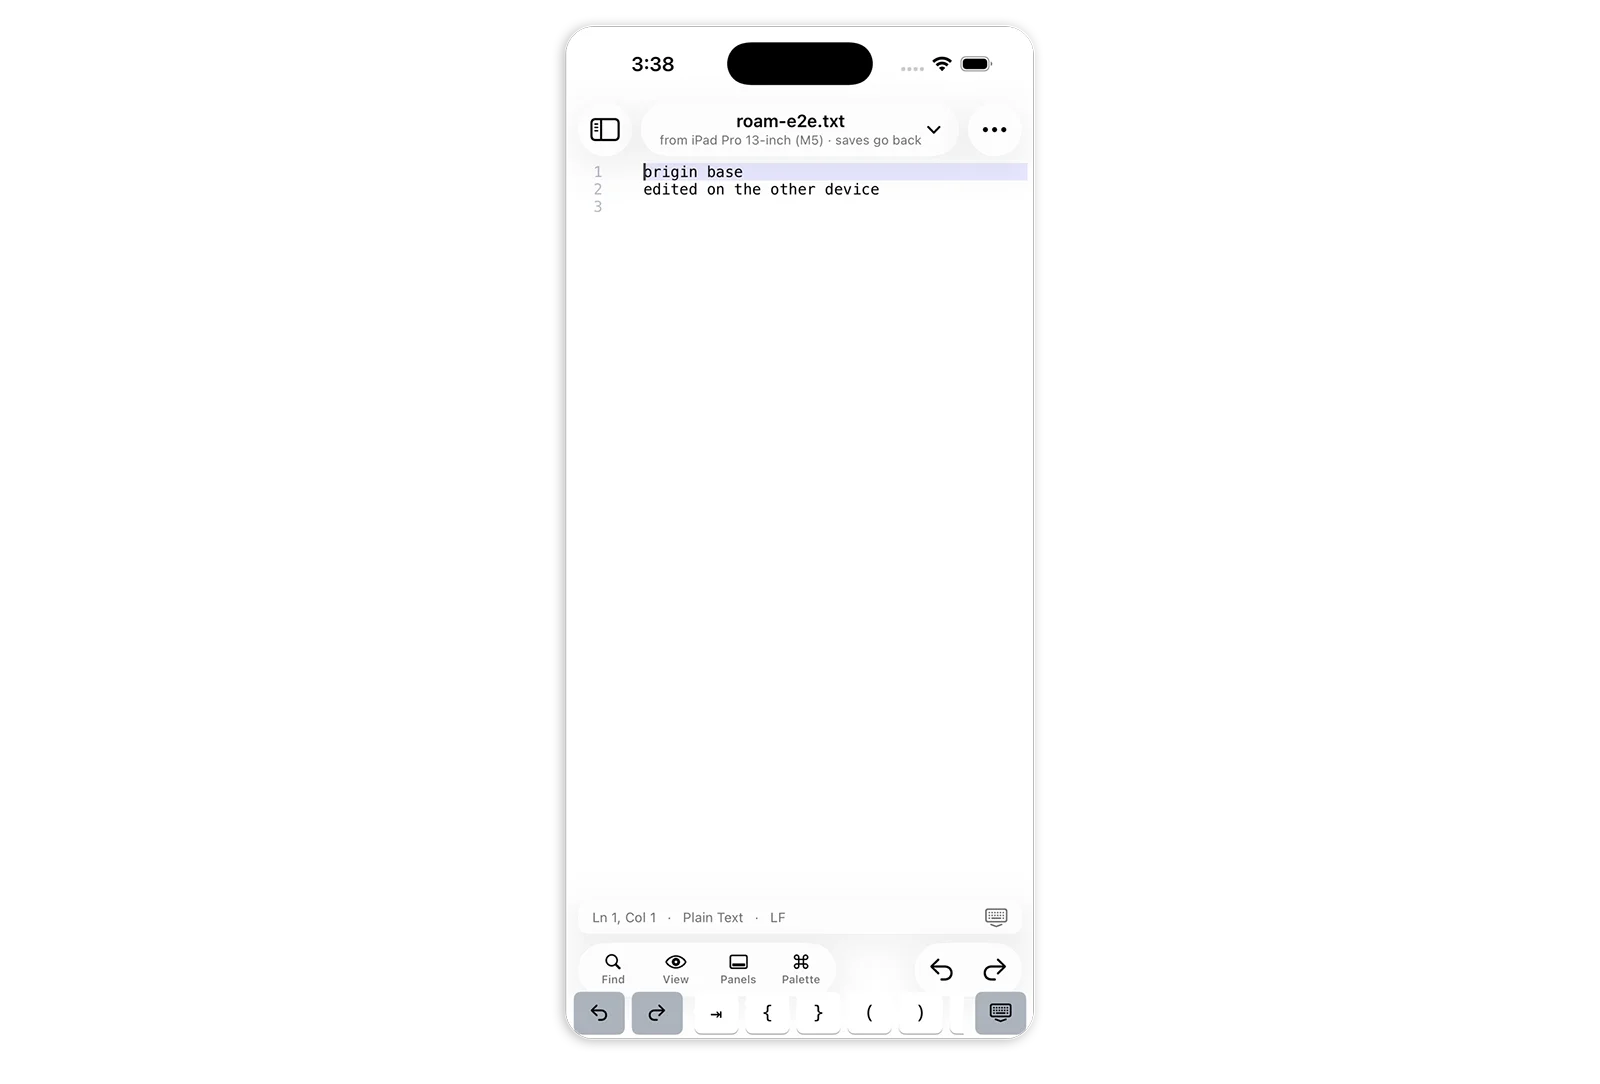 3:38
roam-e2e.txt
from iPad Pro 13-inch (M5) · saves go back
1 origin base
2 edited on the other device
3
Ln 1, Col 1 · Plain Text · LF
Find View Panels Palette
⇥ { } ( )